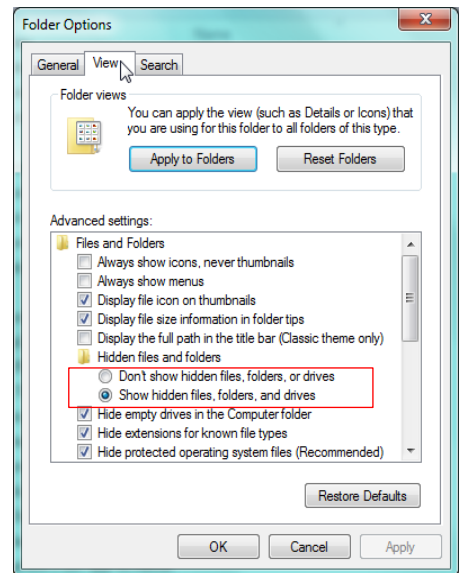 Folder Options
General View Search
Folder views
You can apply the view (such as Details or Icons) that
you are using for this folder to all folders of this type.
Apply to Folders Reset Folders
Advanced settings:
Files and Folders
Always show icons, never thumbnails
Always show menus
Display file icon on thumbnails
Display file size information in folder tips
Display the full path in the title bar (Classic theme only)
Hidden files and folders
Don't show hidden files, folders, or drives
Show hidden files, folders, and drives
Hide empty drives in the Computer folder
Hide extensions for known file types
Hide protected operating system files (Recommended)
Restore Defaults
OK Cancel Apply